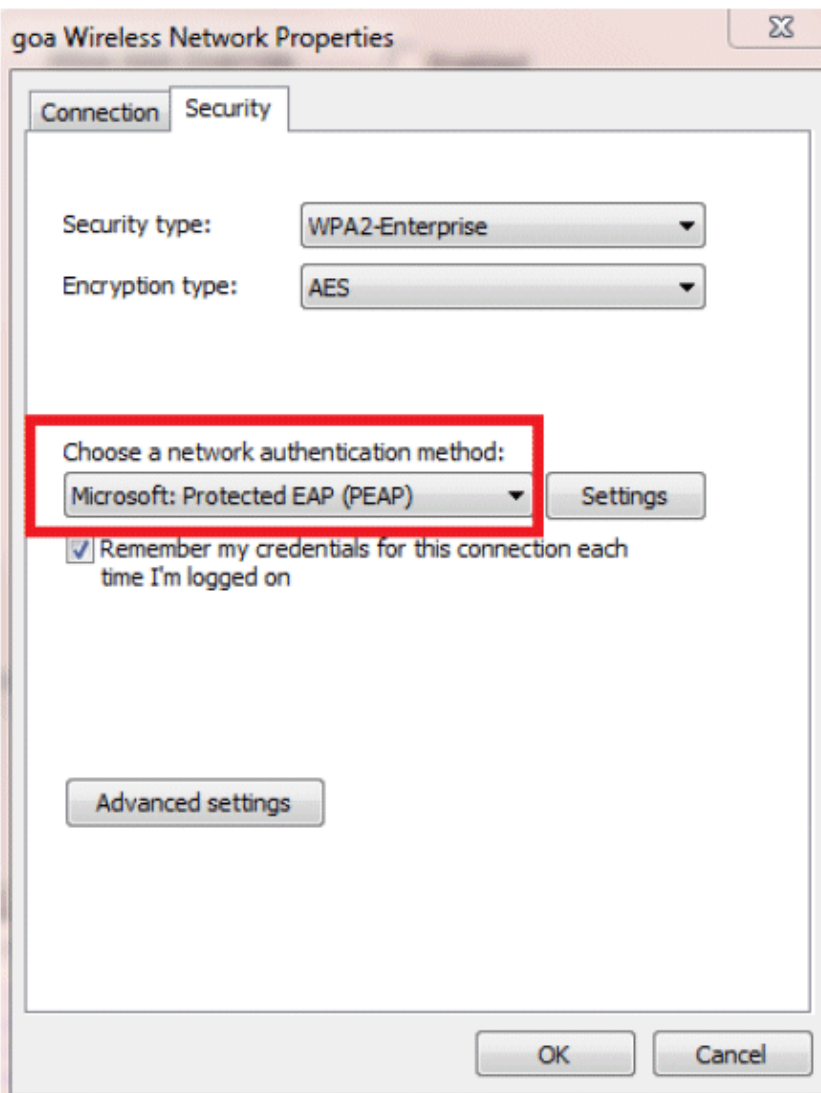 goa Wireless Network Properties
Connection
Security
Security type:
WPA2-Enterprise
Encryption type:
AES
Choose a network authentication method:
Microsoft: Protected EAP (PEAP)
Settings
Remember my credentials for this connection each
time I'm logged on
Advanced settings
OK
Cancel